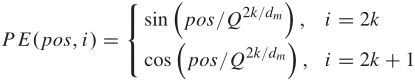 PE(pos, i) = { sin (pos/Q^{2k/d_m}), i = 2k
cos (pos/Q^{2k/d_m}), i = 2k + 1